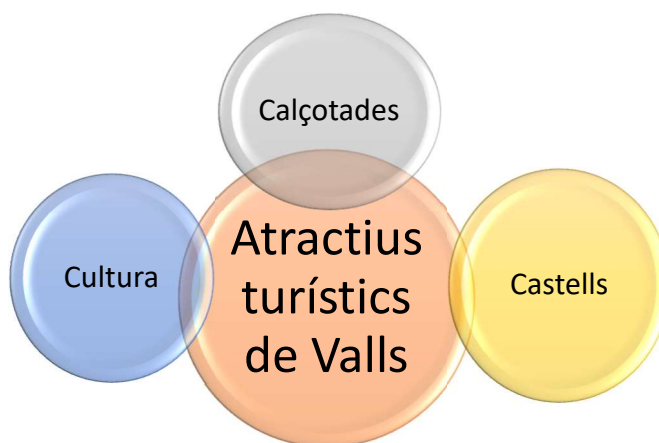 Calçotades
Cultura
Atractius
turístics
de Valls
Castells